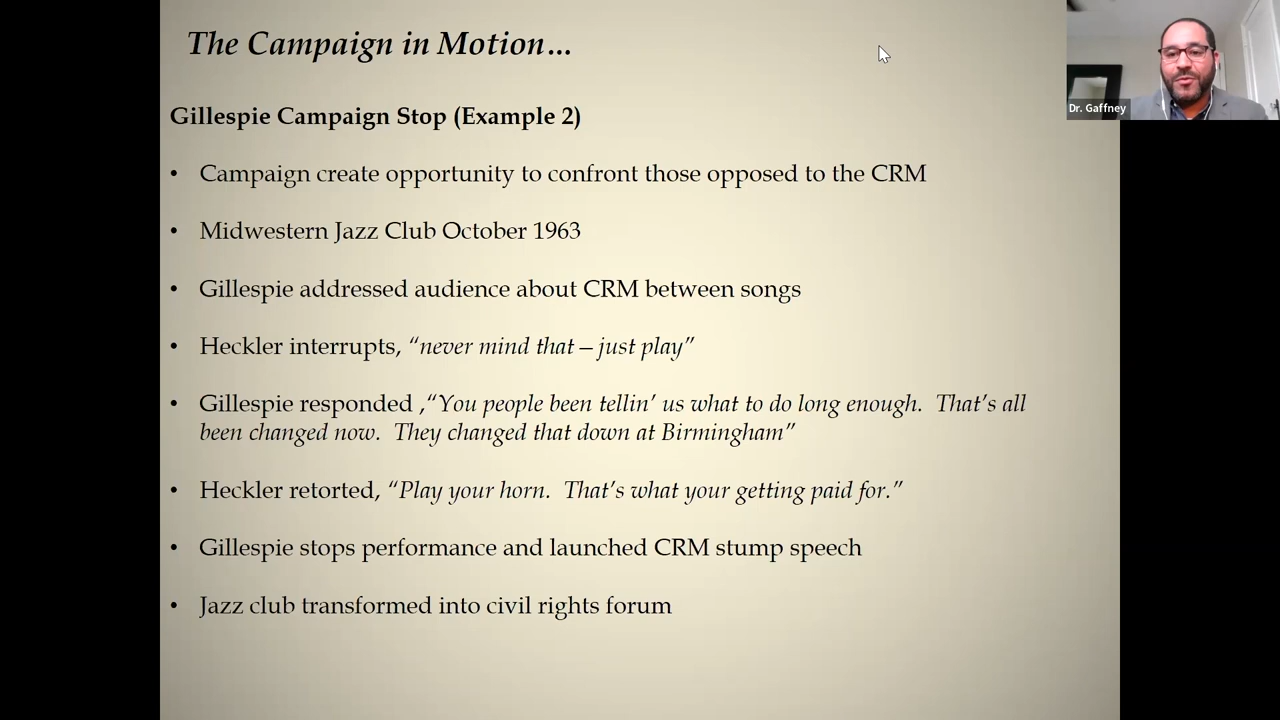 The Campaign in Motion…
Dr. Gaffney
Gillespie Campaign Stop (Example 2)
• Campaign create opportunity to confront those opposed to the CRM
• Midwestern Jazz Club October 1963
• Gillespie addressed audience about CRM between songs
• Heckler interrupts, “never mind that – just play”
• Gillespie responded ,“You people been tellin’ us what to do long enough.  That’s all
been changed now.  They changed that down at Birmingham”
• Heckler retorted, “Play your horn.  That’s what your getting paid for.”
• Gillespie stops performance and launched CRM stump speech
• Jazz club transformed into civil rights forum